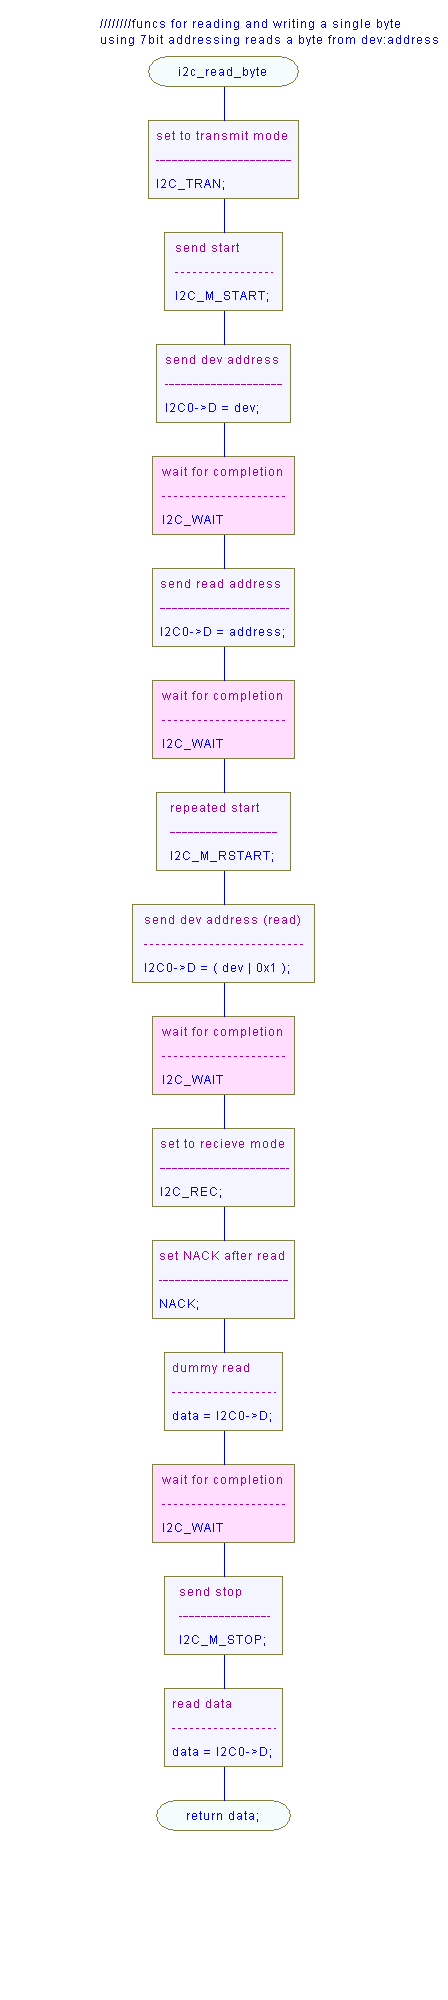 ////////funcs for reading and writing a single byte
using 7bit addressing reads a byte from dev:address
i2c_read_byte
set to transmit mode
I2C_TRAN;
send start
I2C_M_START;
send dev address
I2C0->D = dev;
wait for completion
I2C_WAIT
send read address
I2C0->D = address;
wait for completion
I2C_WAIT
repeated start
I2C_M_RSTART;
send dev address (read)
I2C0->D = ( dev | 0x1 );
wait for completion
I2C_WAIT
set to recieve mode
I2C_REC;
set NACK after read
NACK;
dummy read
data = I2C0->D;
wait for completion
I2C_WAIT
send stop
I2C_M_STOP;
read data
data = I2C0->D;
return data;